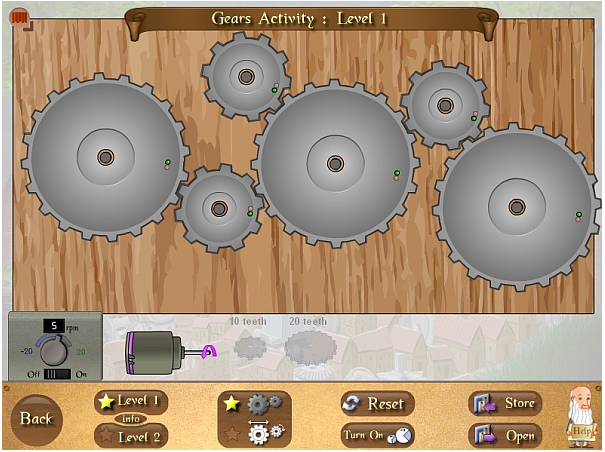 Gears Activity : Level 1
10 teeth
20 teeth
5 rpm
-20
20
Off
On
Back
Level 1
info
Level 2
Reset
Turn On
Store
Open
Help